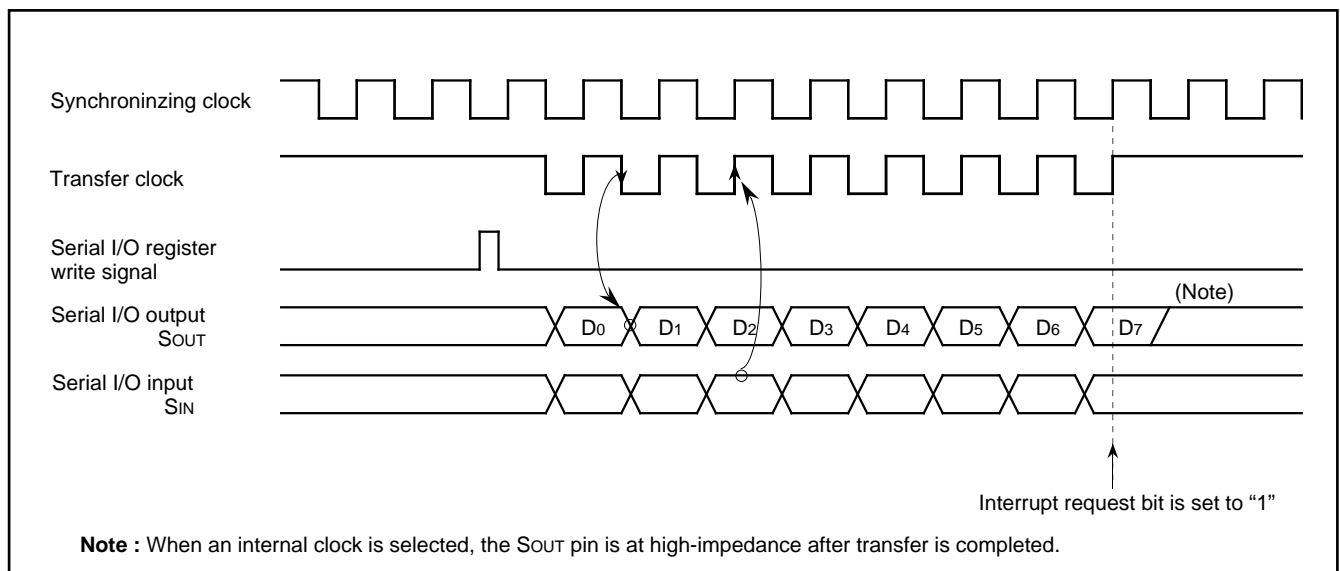 Synchroninzing clock
Transfer clock
Serial I/O register
write signal
(Note)
Serial I/O output
SOUT
D0 D1 D2 D3 D4 D5 D6 D7
Serial I/O input
SIN
Interrupt request bit is set to “1”
Note : When an internal clock is selected, the SOUT pin is at high-impedance after transfer is completed.